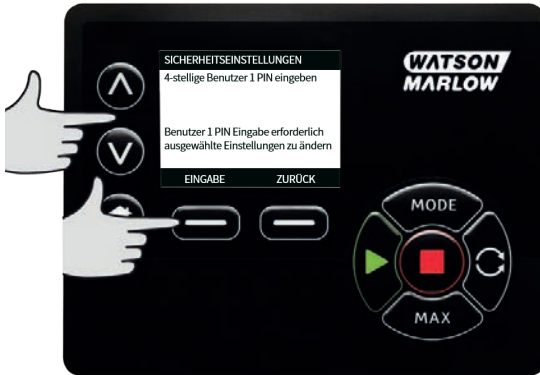 SICHERHEITSEINSTELLUNGEN
4-stellige Benutzer 1 PIN eingeben
Benutzer 1 PIN Eingabe erforderlich
ausgewählte Einstellungen zu ändern
EINGABE ZURÜCK
WATSON
MARLOW
MODE
MAX